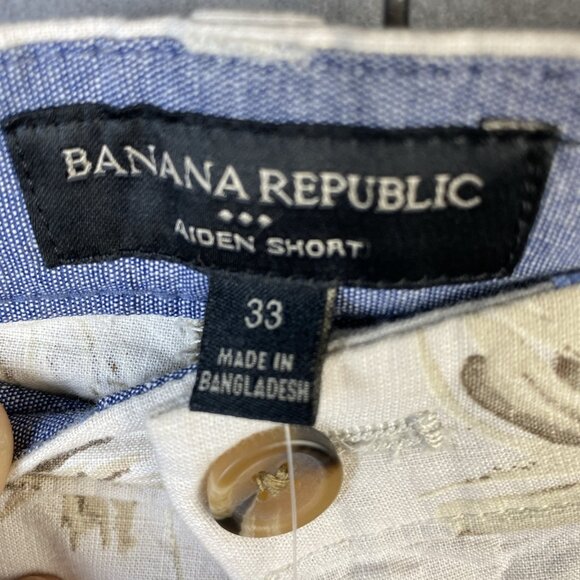 BANANA REPUBLIC
AIDEN SHORT
33
MADE IN
BANGLADESH